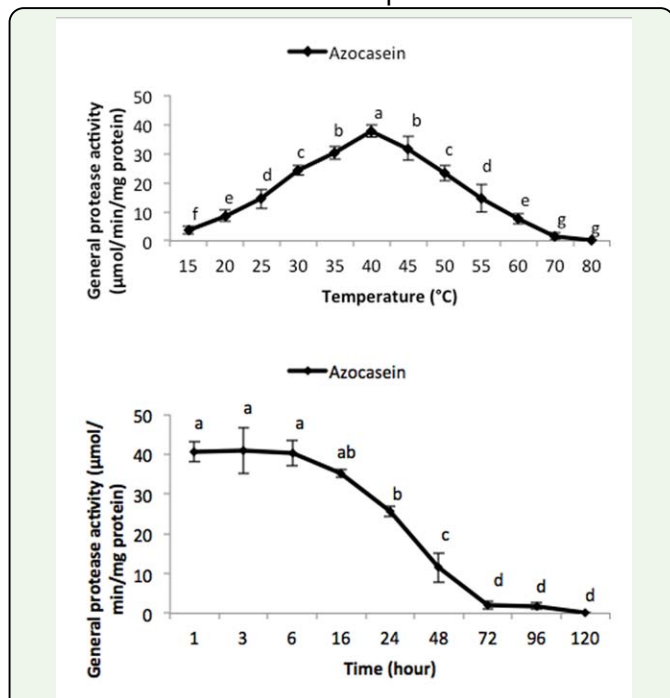 Azocasein
General protease activity
(µmol/min/mg protein)
50
40
30
20
10
0
f
e
d
c
b
a
b
c
d
e
g
g
15 20 25 30 35 40 45 50 55 60 70 80
Temperature (°C)
Azocasein
General protease activity (µmol/
min/mg protein)
50
40
30
20
10
0
a
a
a
ab
b
c
d
d
d
1 3 6 16 24 48 72 96 120
Time (hour)